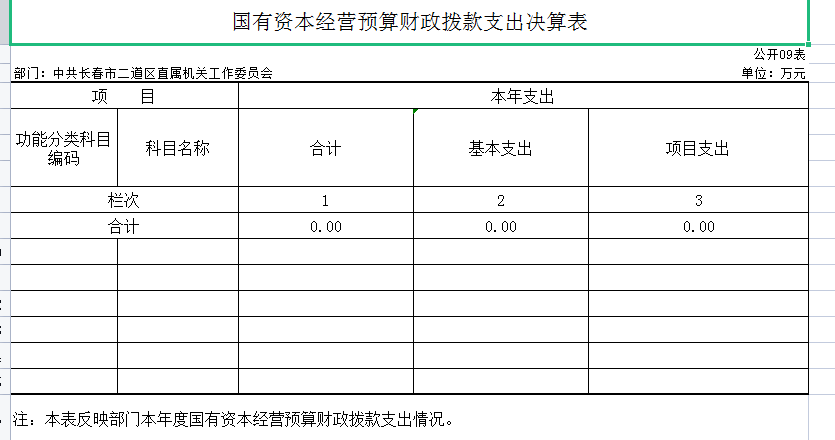 国有资本经营预算财政拨款支出决算表
公开09表
部门：中共长春市二道区直属机关工作委员会 单位：万元
项 目 本年支出
功能分类科目
编码 科目名称 合计 基本支出 项目支出
栏次 1 2 3
合计 0.00 0.00 0.00
注：本表反映部门本年度国有资本经营预算财政拨款支出情况。